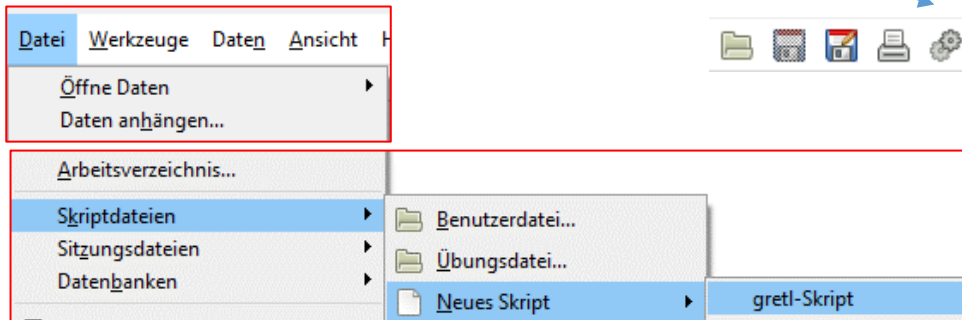 Datei Werkzeuge Daten Ansicht H
Öffne Daten
Daten anhängen...
Arbeitsverzeichnis...
Skriptdateien
Benutzerdatei...
Sitzungsdateien
Übungsdatei...
Datenbanken
Neues Skript
gretl-Skript